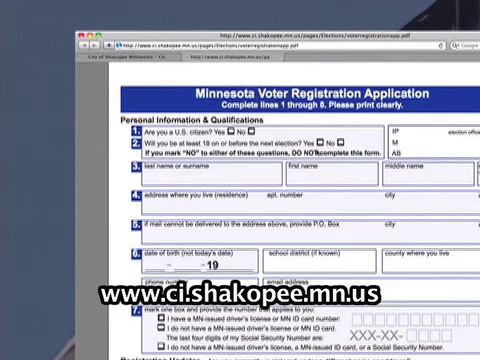 http://www.ci.shakopee.mn.us/pages/Elections/voterregistrationapp.pdf
http://www.ci.shakopee.mn.us/pages/Elections/voterregistrationapp.pdf
City of Shakopee Minnesota - Cit... http://www.ci.shakopee.mn.us/pa...
Minnesota Voter Registration Application
Complete lines 1 through 8. Please print clearly.
Personal Information & Qualifications
1. Are you a U.S. citizen? Yes No
2. Will you be at least 18 on or before the next election? Yes No
If you mark "NO" to either of these questions, DO NOT complete this form.
IP election office
M
AB
3. last name or surname first name middle name
4. address where you live (residence) apt. number city
5. if mail cannot be delivered to the address above, provide P.O. Box city
6. date of birth (not today's date) school district (if known) county where you live
19
phone number email address
www.ci.shakopee.mn.us
7. mark one box and provide the number that applies to you:
I have a MN-issued driver's license or MN ID card number:
I do not have a MN-issued driver's license or MN ID card.
The last four digits of my Social Security Number are: XXX-XX-
I do not have a MN-issued driver's license, MN-issued ID card or a Social Security Number.